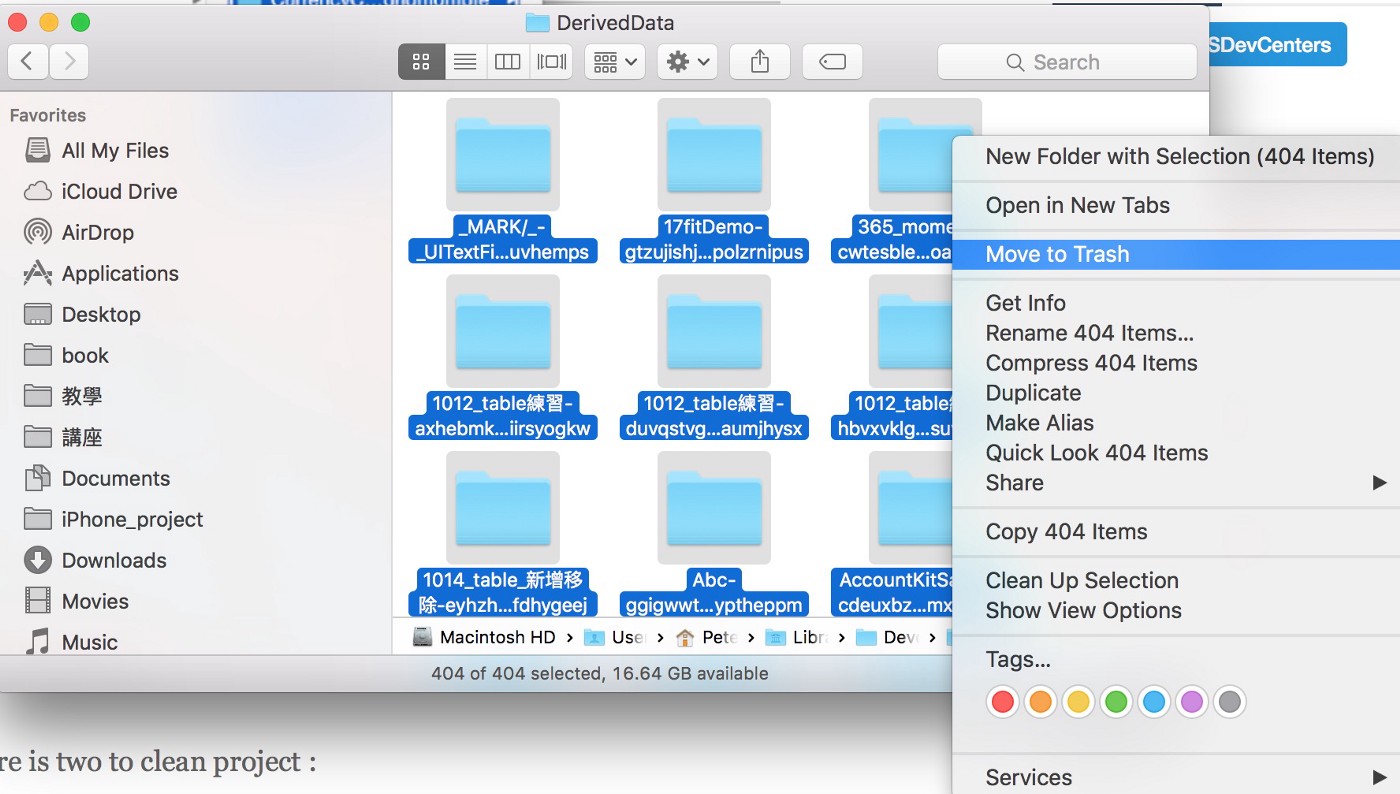 DerivedData
SDevCenters
Search
Favorites
All My Files
iCloud Drive
AirDrop
Applications
Desktop
book
教學
講座
Documents
iPhone_project
Downloads
Movies
Music
_MARK/_-
_UITextFi...uvhemps
17fitDemo-
gtzujishj...polzrnipus
365_mome
cwtesble...oa
1012_table練習-
axhebmk...iirsyogkw
1012_table練習-
duvqstvg...aumjhysx
1012_table
hbvxvklg...su
1014_table_新增移
除-eyhzh...fdhygeej
Abc-
ggigwwt...yptheppm
AccountKitSa
cdeuxbz...mx
Macintosh HD › Use › Pete › Libr › Deve ›
404 of 404 selected, 16.64 GB available
New Folder with Selection (404 Items)
Open in New Tabs
Move to Trash
Get Info
Rename 404 Items...
Compress 404 Items
Duplicate
Make Alias
Quick Look 404 Items
Share
Copy 404 Items
Clean Up Selection
Show View Options
Tags...
Services
re is two to clean project :